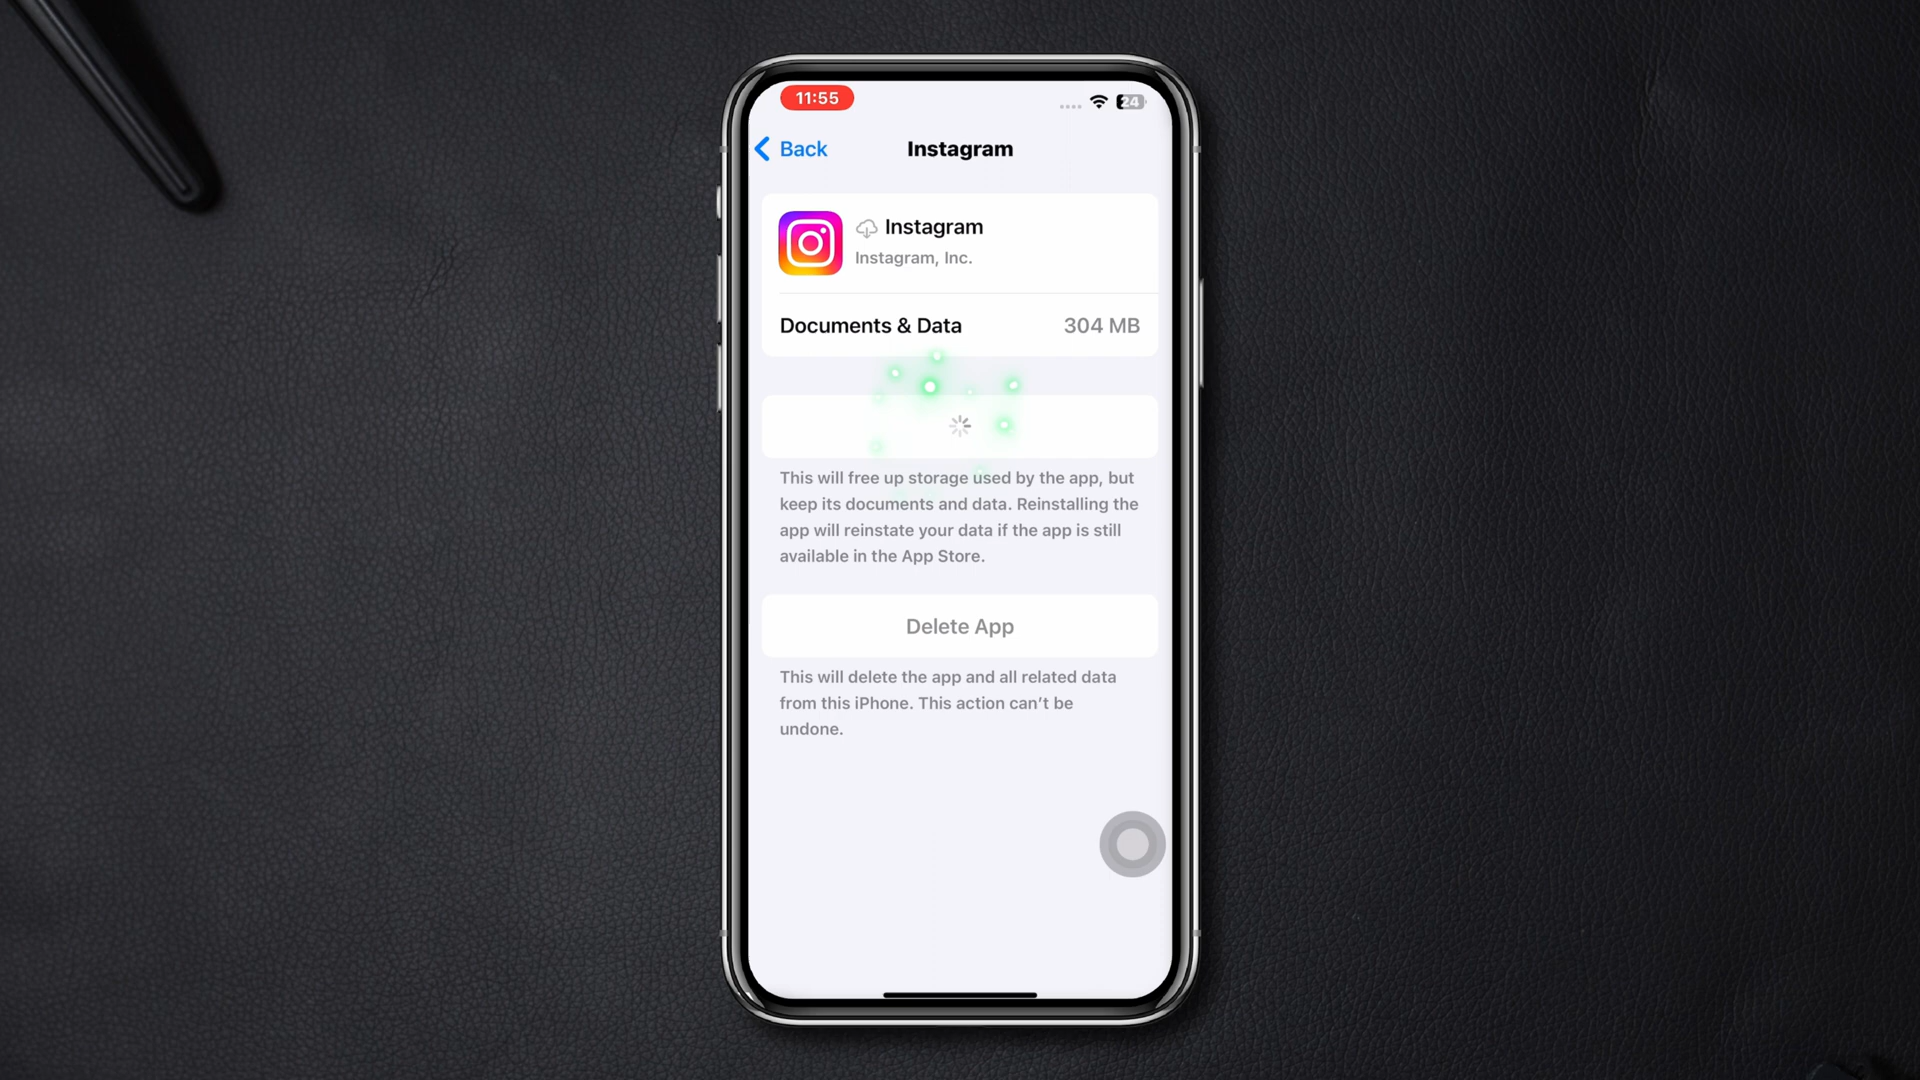 11:55
24
Back
Instagram
Instagram
Instagram, Inc.
Documents & Data 304 MB
This will free up storage used by the app, but
keep its documents and data. Reinstalling the
app will reinstate your data if the app is still
available in the App Store.
Delete App
This will delete the app and all related data
from this iPhone. This action can’t be
undone.